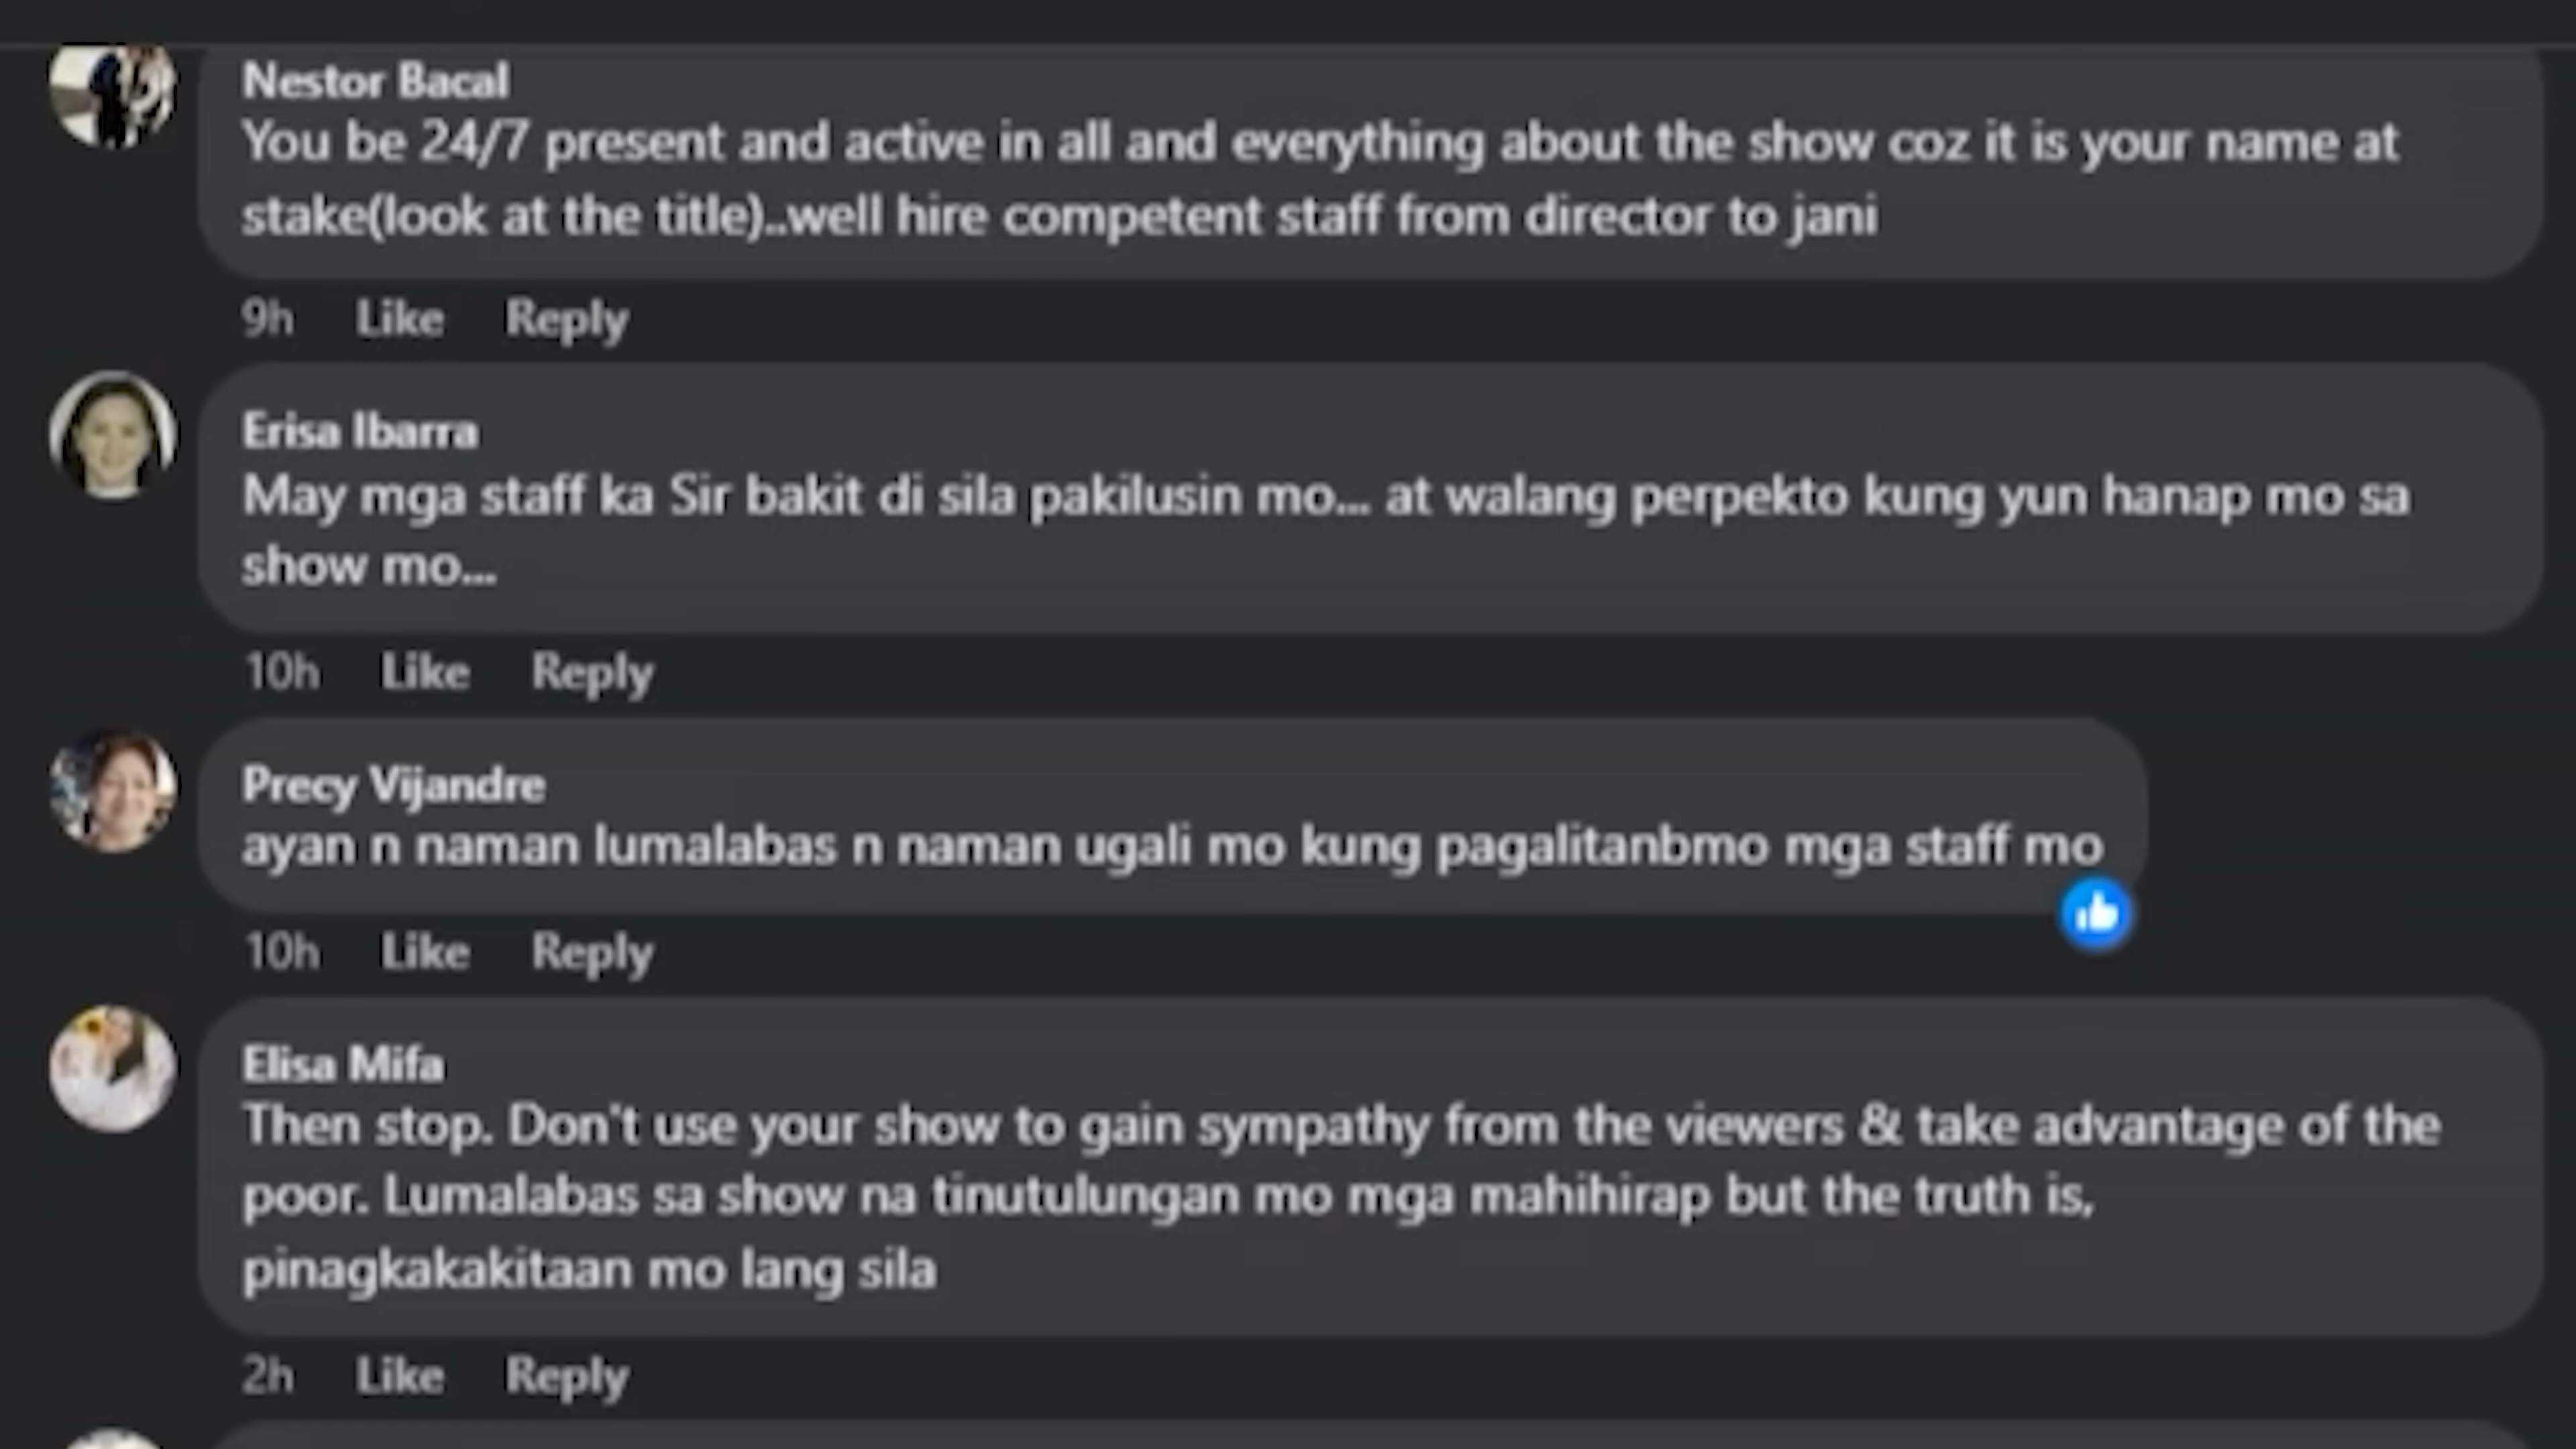 Nestor Bacal
You be 24/7 present and active in all and everything about the show coz it is your name at
stake(look at the title)..well hire competent staff from director to jani
9h Like Reply
Erisa Ibarra
May mga staff ka Sir bakit di sila pakilusin mo... at walang perpekto kung yun hanap mo sa
show mo...
10h Like Reply
Precy Vijandre
ayan n naman lumalabas n naman ugali mo kung pagalitanbmo mga staff mo
10h Like Reply
Elisa Mifa
Then stop. Don't use your show to gain sympathy from the viewers & take advantage of the
poor. Lumalabas sa show na tinutulungan mo mga mahihirap but the truth is,
pinagkakakitaan mo lang sila
2h Like Reply